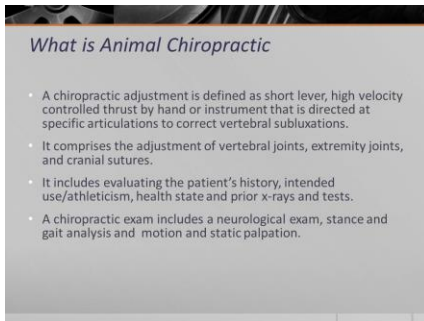 What is Animal Chiropractic
A chiropractic adjustment is defined as short lever, high velocity
controlled thrust by hand or instrument that is directed at
specific articulations to correct vertebral subluxations.
It comprises the adjustment of vertebral joints, extremity joints,
and cranial sutures.
It includes evaluating the patient's history, intended
use/athleticism, health state and prior x-rays and tests.
A chiropractic exam includes a neurological exam, stance and
gait analysis and motion and static palpation.